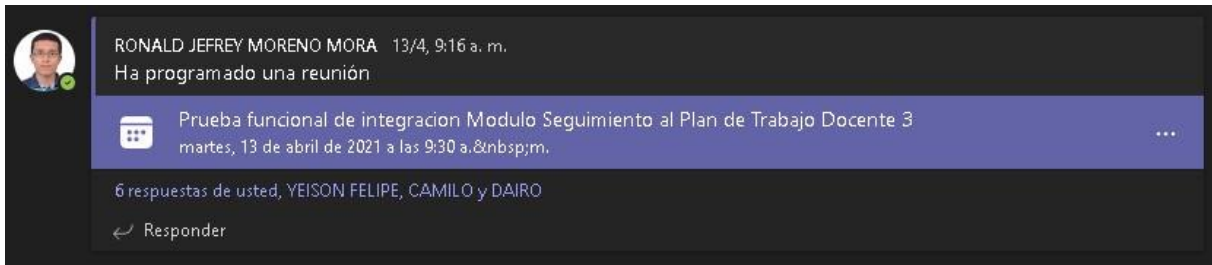 RONALD JEFREY MORENO MORA 13/4, 9:16 a. m.
Ha programado una reunión
Prueba funcional de integracion Modulo Seguimiento al Plan de Trabajo Docente 3
martes, 13 de abril de 2021 a las 9:30 a.&nbsp;m.
6 respuestas de usted, YEISON FELIPE, CAMILO y DAIRO
Responder